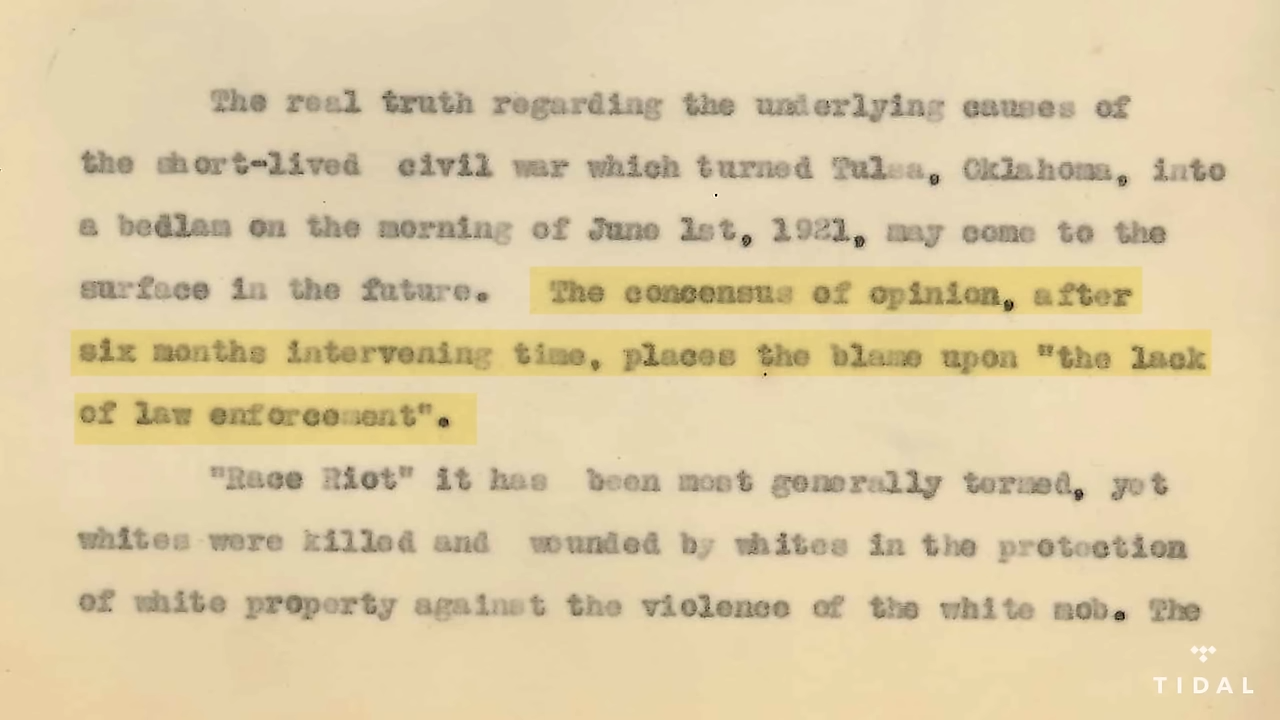 The real truth regarding the underlying causes of
the short-lived civil war which turned Tulsa, Oklahoma, into
a bedlam on the morning of June 1st, 1921, may come to the
surface in the future. The concensus of opinion, after
six months intervening time, places the blame upon "the lack
of law enforcement".
"Race Riot" it has been most generally termed, yet
whites were killed and wounded by whites in the protection
of white property against the violence of the white mob. The
TIDAL